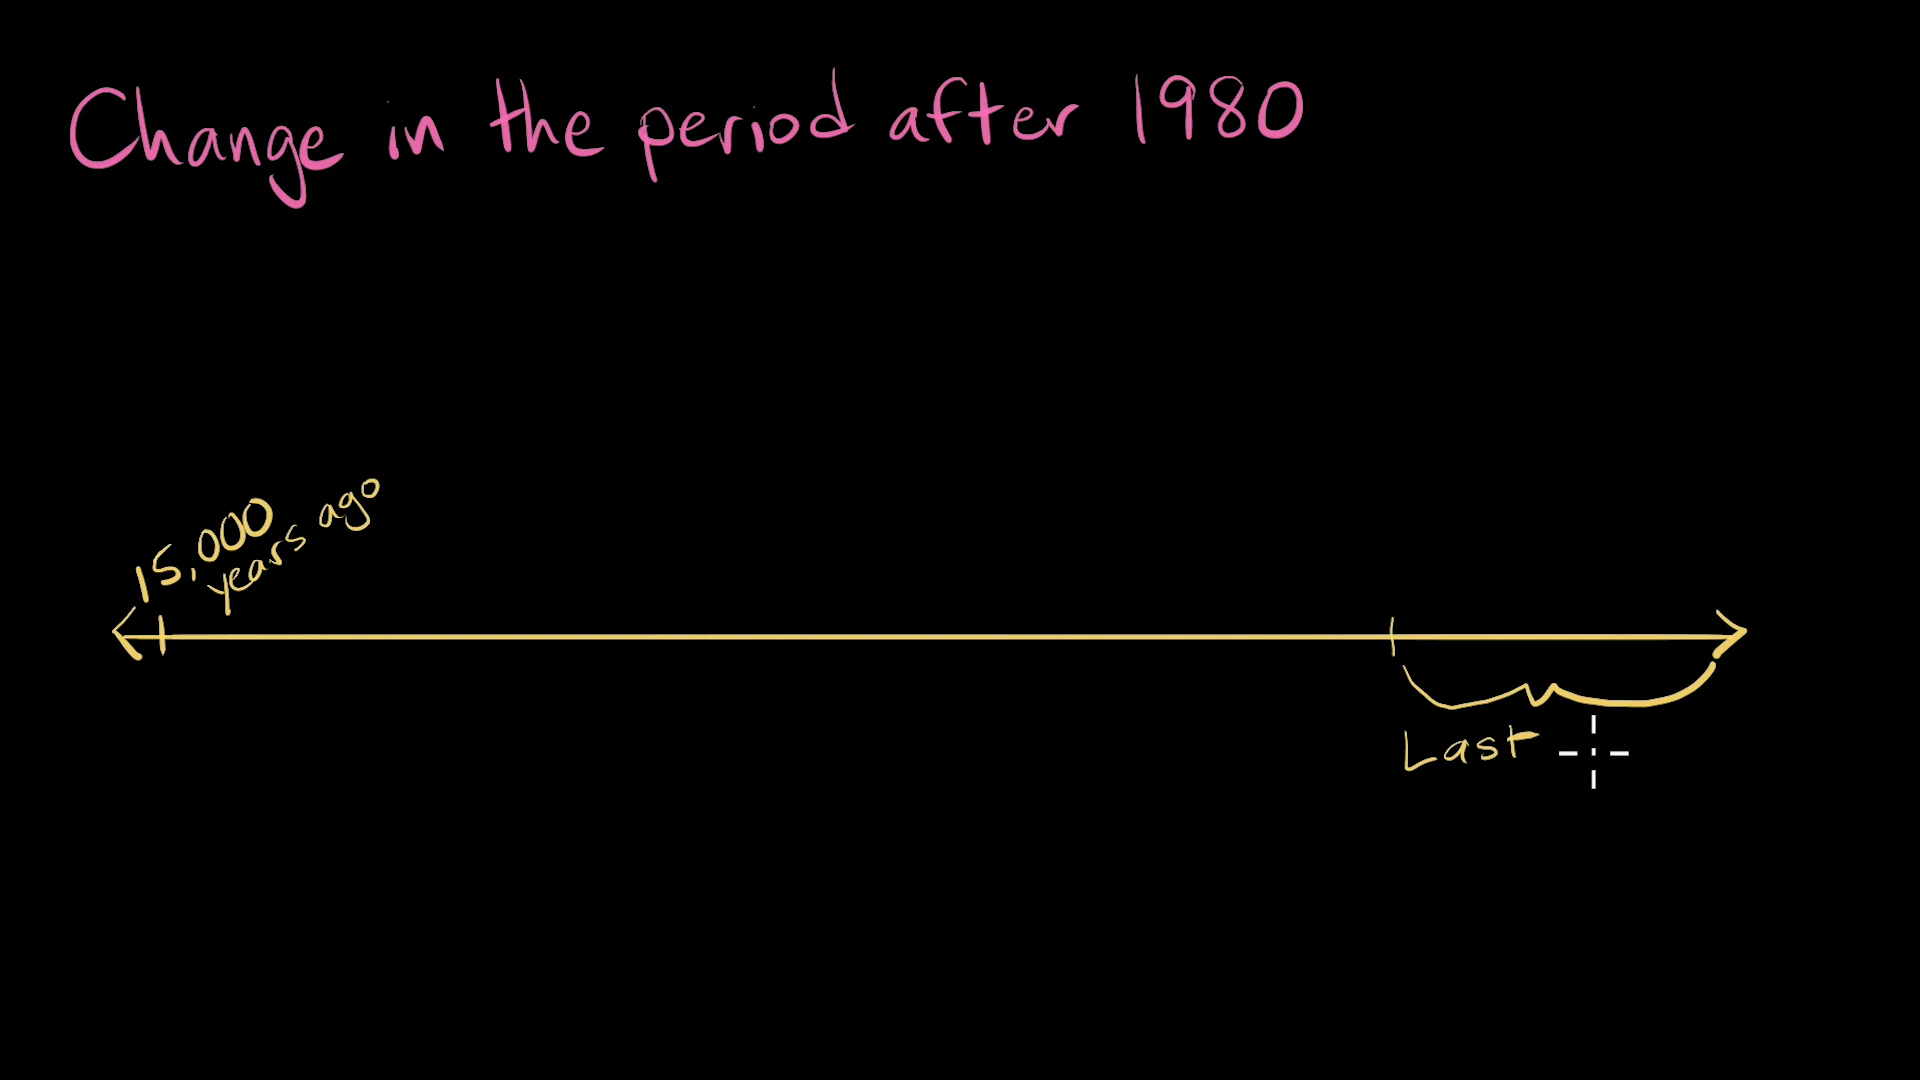 Change in the period after 1980
15,000
years ago
Last